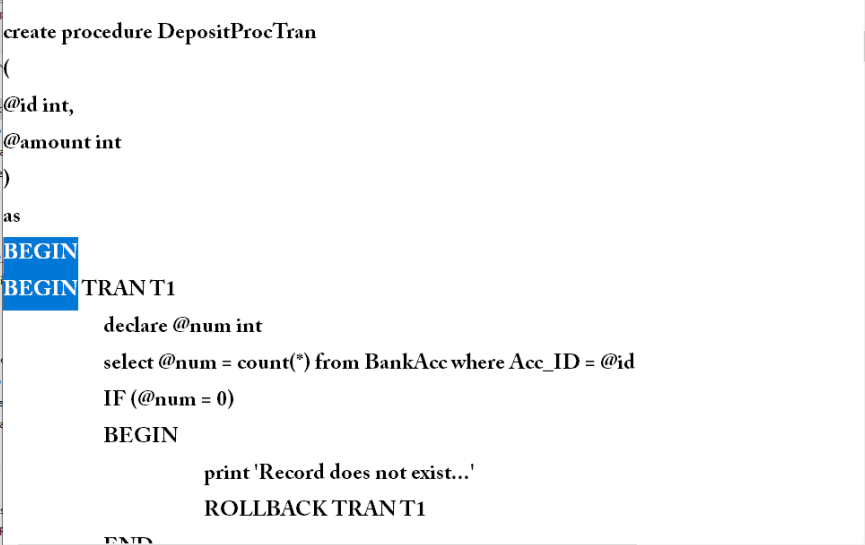 create procedure DepositProcTran
(
@id int,
@amount int
)
as
BEGIN
BEGIN TRAN T1
declare @num int
select @num = count(*) from BankAcc where Acc_ID = @id
IF (@num = 0)
BEGIN
print 'Record does not exist...'
ROLLBACK TRAN T1
END